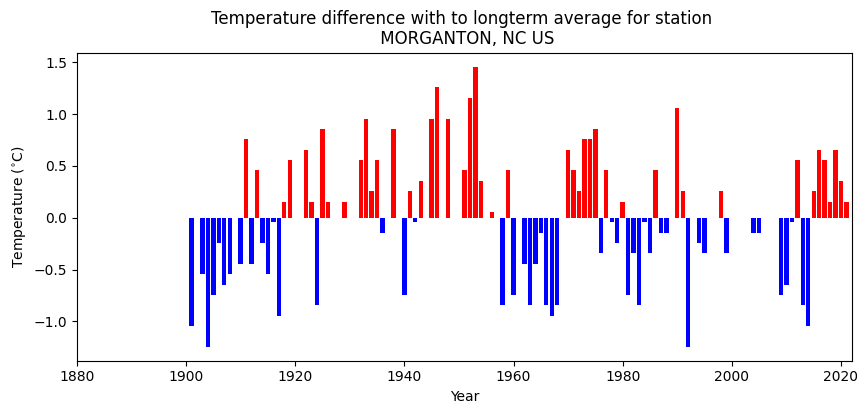 Temperature difference with to longterm average for station
MORGANTON, NC US
1.5
1.0
0.5
0.0
−0.5
−1.0
Temperature (°C)
1880 1900 1920 1940 1960 1980 2000 2020
Year